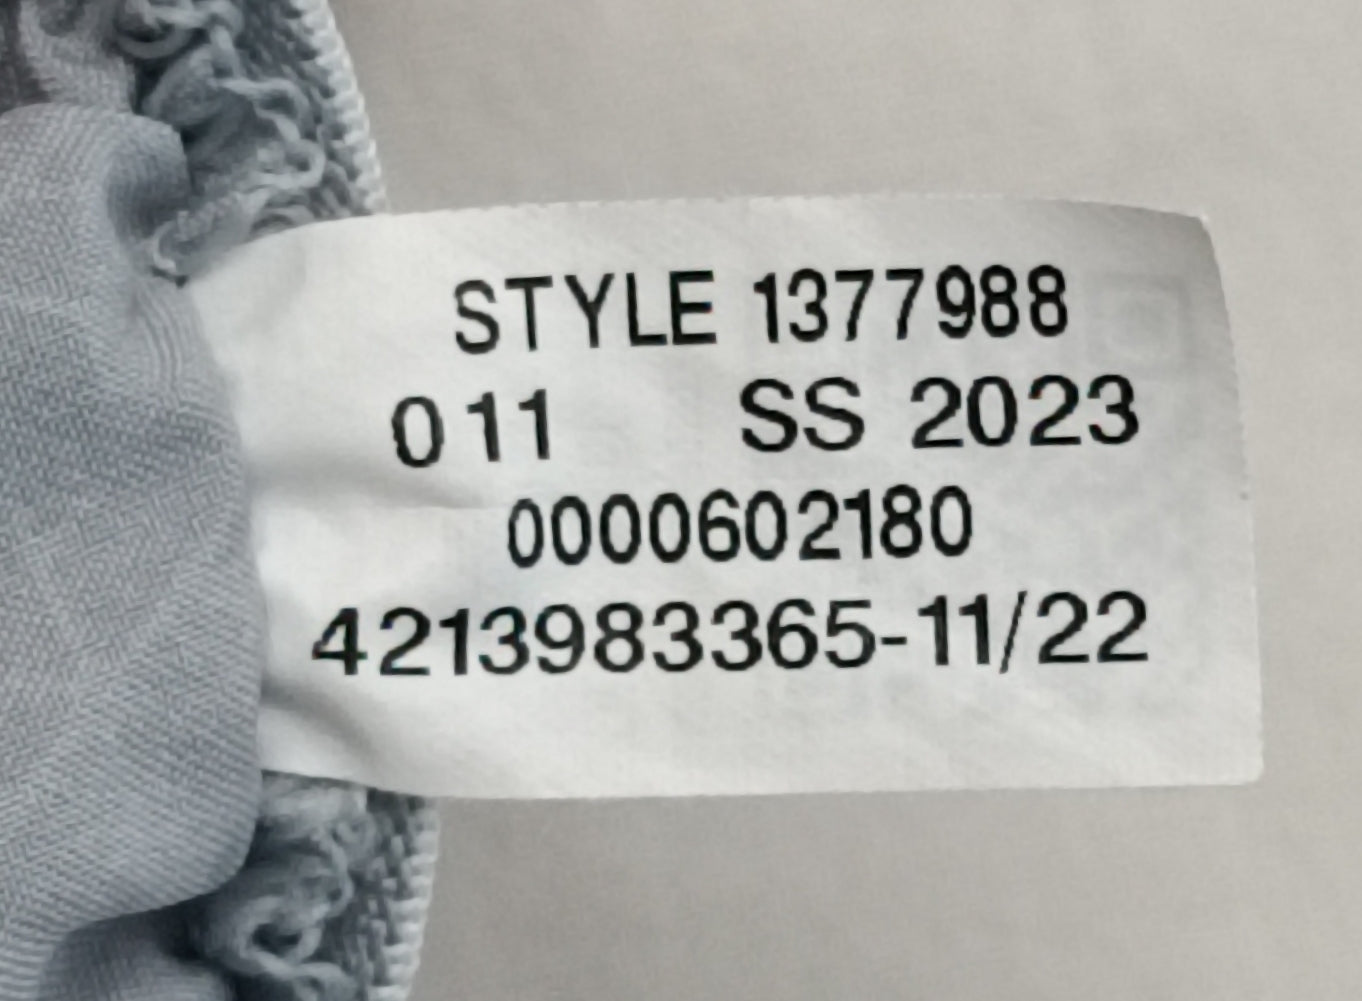 STYLE 1377988
011 SS 2023
0000602180
4213983365-11/22